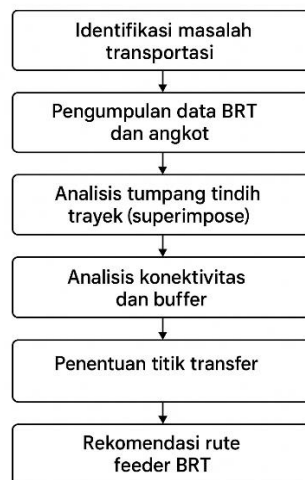 Identifikasi masalah
transportasi
Pengumpulan data BRT
dan angkot
Analisis tumpang tindih
trayek (superimpose)
Analisis konektivitas
dan buffer
Penentuan titik transfer
Rekomendasi rute
feeder BRT